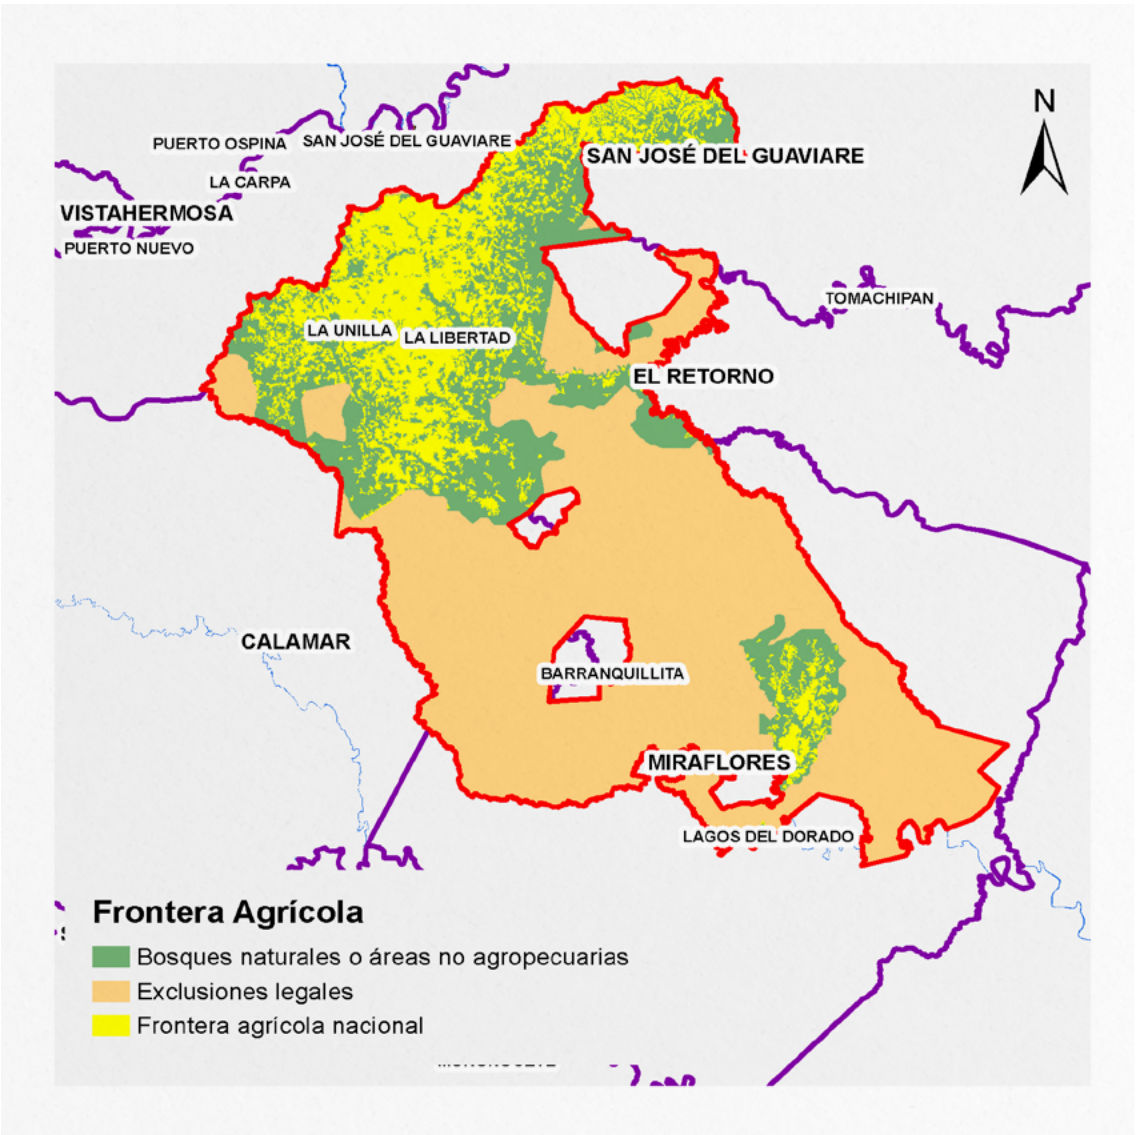 N
PUERTO OSPINA
SAN JOSÉ DEL GUAVIARE
SAN JOSÉ DEL GUAVIARE
LA CARPA
VISTAHERMOSA
PUERTO NUEVO
TOMACHIPAN
LA UNILLA
LA LIBERTAD
EL RETORNO
CALAMAR
BARRANQUILLITA
MIRAFLORES
LAGOS DEL DORADO
Frontera Agrícola
Bosques naturales o áreas no agropecuarias
Exclusiones legales
Frontera agrícola nacional